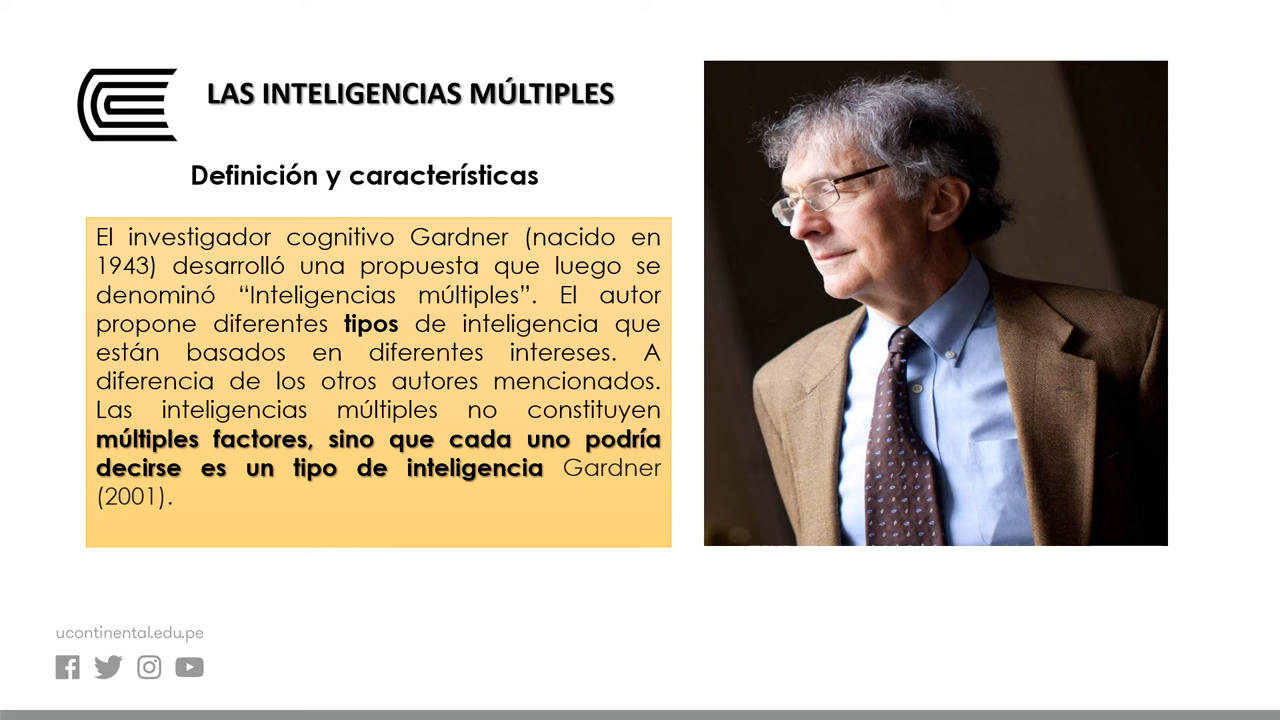 LAS INTELIGENCIAS MÚLTIPLES
Definición y características
El investigador cognitivo Gardner (nacido en
1943) desarrolló una propuesta que luego se
denominó “Inteligencias múltiples”. El autor
propone diferentes tipos de inteligencia que
están basados en diferentes intereses. A
diferencia de los otros autores mencionados.
Las inteligencias múltiples no constituyen
múltiples factores, sino que cada uno podría
decirse es un tipo de inteligencia Gardner
(2001).
ucontinental.edu.pe